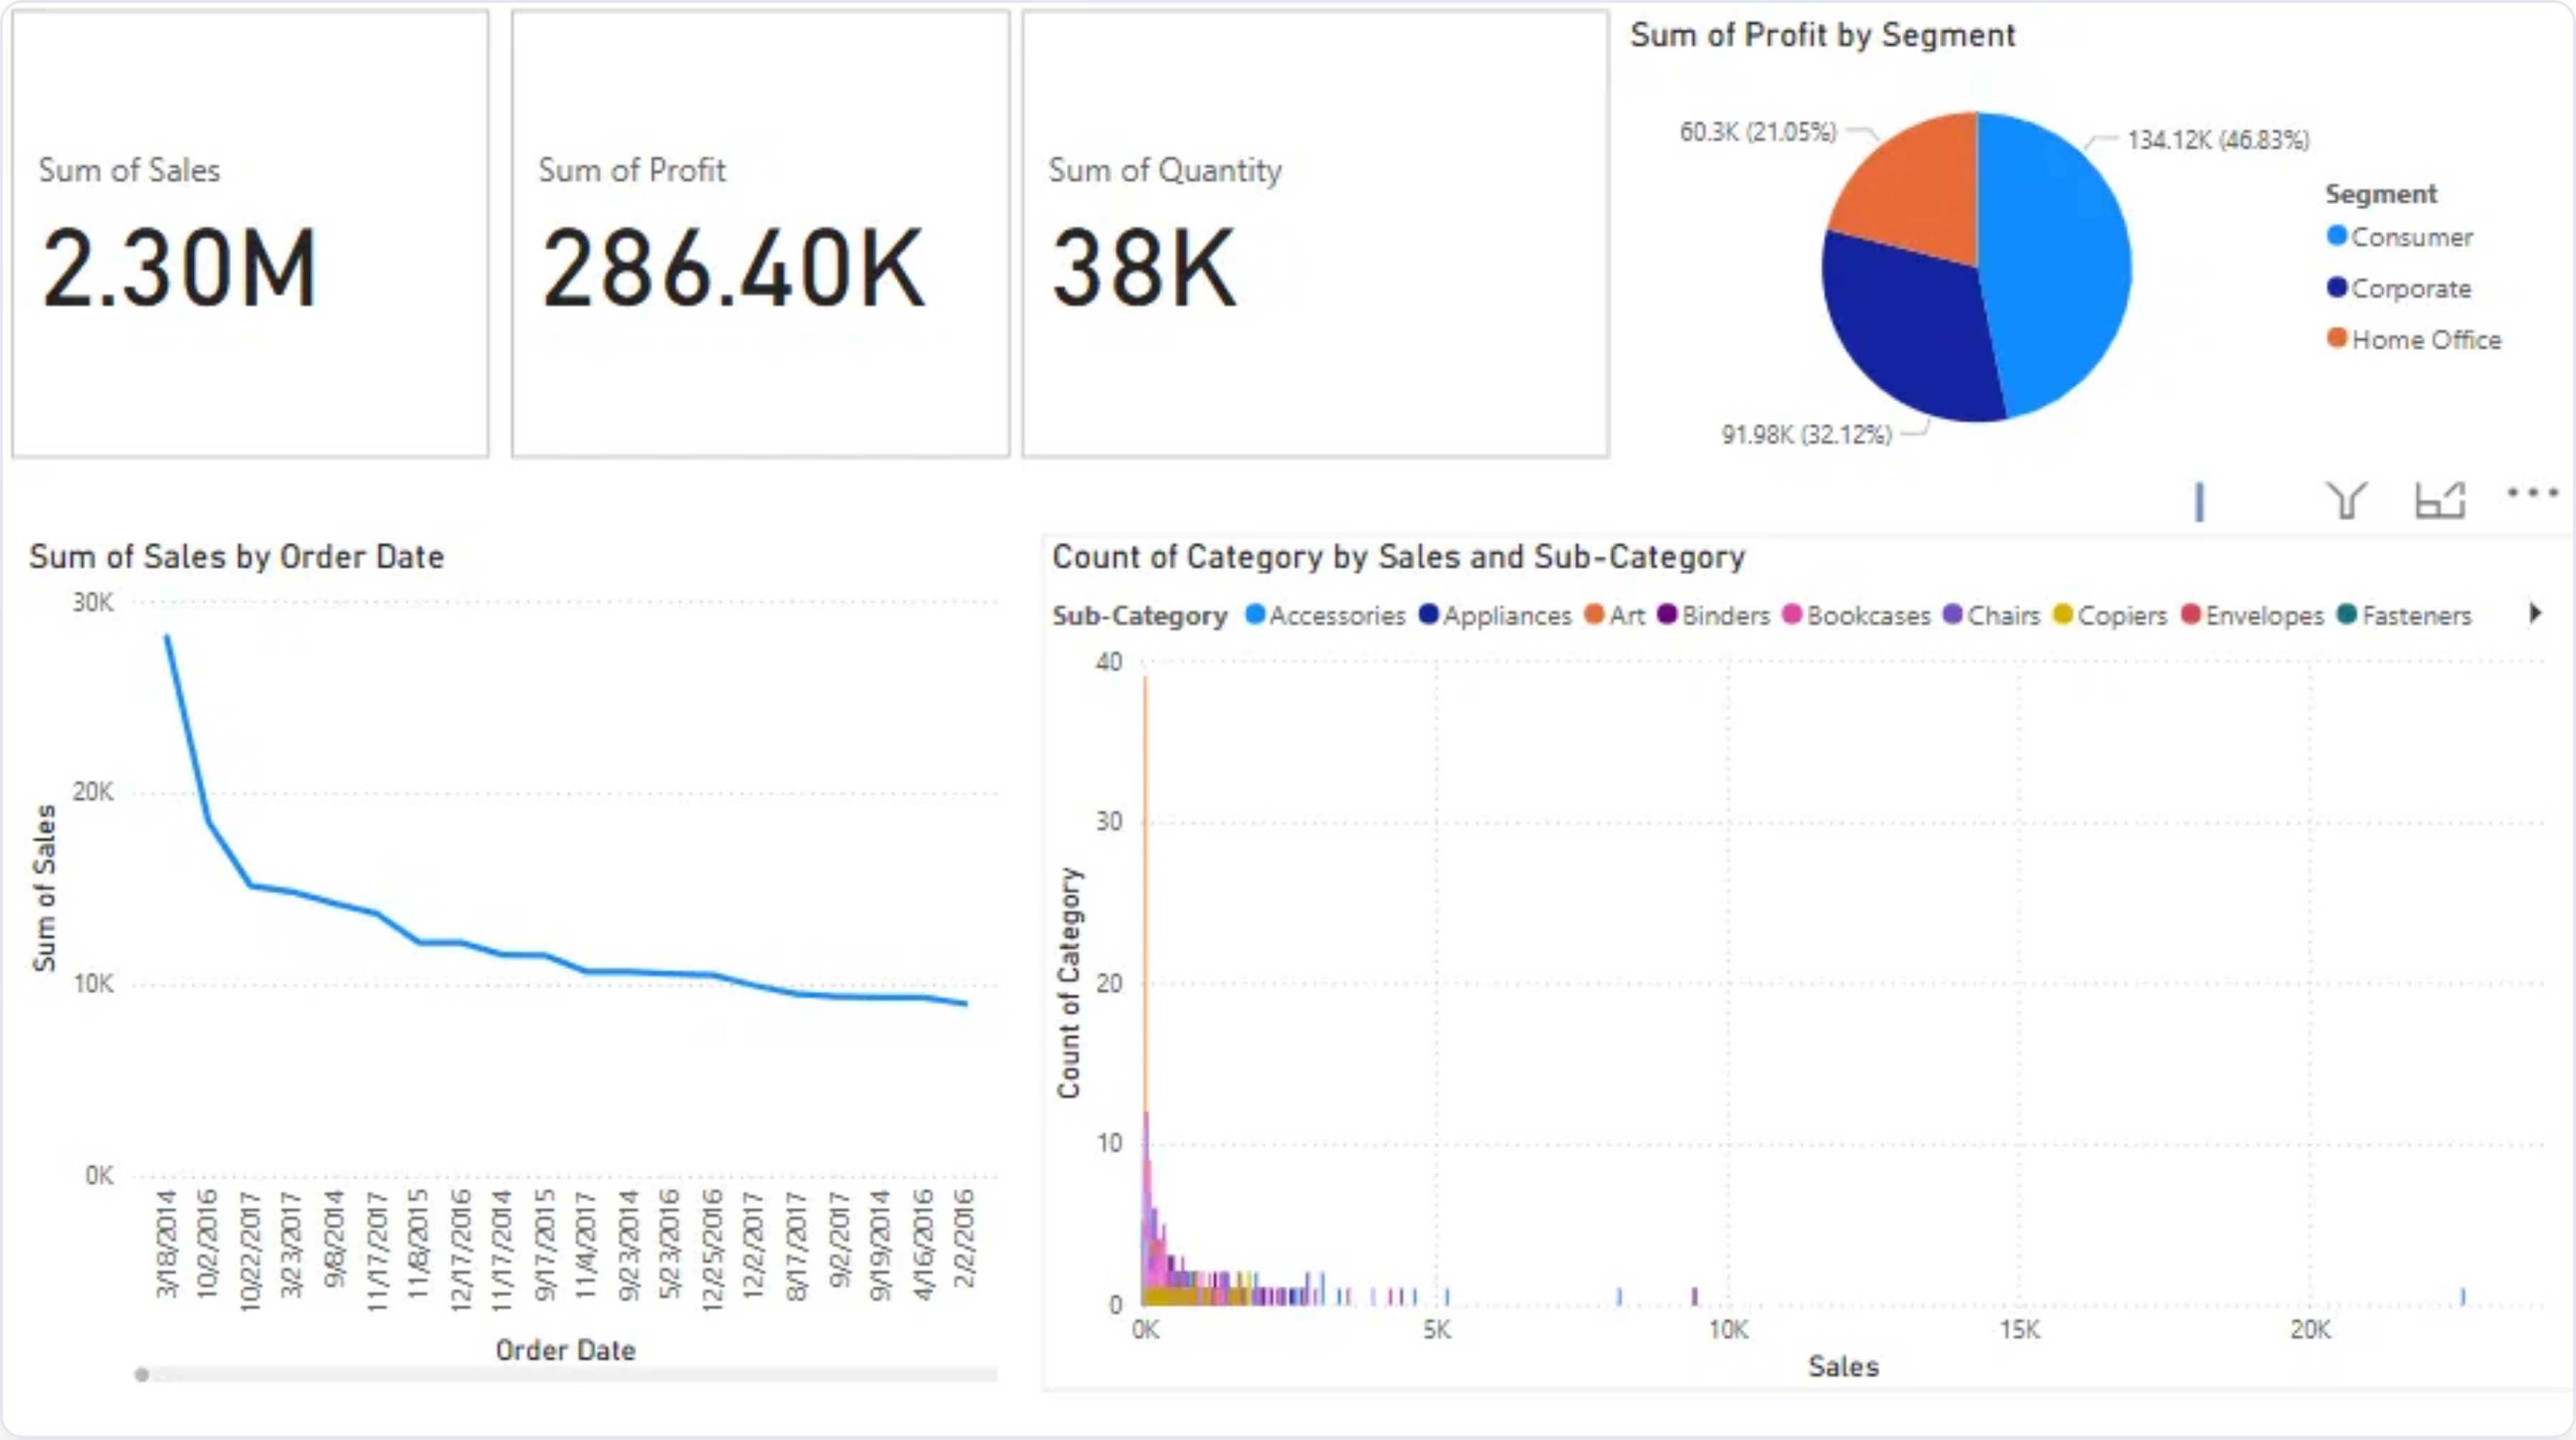 Sum of Sales
2.30M
Sum of Profit
286.40K
Sum of Quantity
38K
Sum of Profit by Segment
60.3K (21.05%)
134.12K (46.83%)
91.98K (32.12%)
Segment
Consumer
Corporate
Home Office
Sum of Sales by Order Date
30K
20K
10K
0K
Sum of Sales
3/18/2014
10/2/2016
10/22/2017
3/23/2017
9/8/2014
11/17/2017
11/8/2015
12/17/2016
11/17/2014
9/17/2015
11/4/2017
9/23/2014
5/23/2016
12/25/2016
12/2/2017
8/17/2017
9/2/2017
9/19/2014
4/16/2016
2/2/2016
Order Date
Count of Category by Sales and Sub-Category
Sub-Category Accessories Appliances Art Binders Bookcases Chairs Copiers Envelopes Fasteners
40
30
20
10
0
Count of Category
0K 5K 10K 15K 20K
Sales